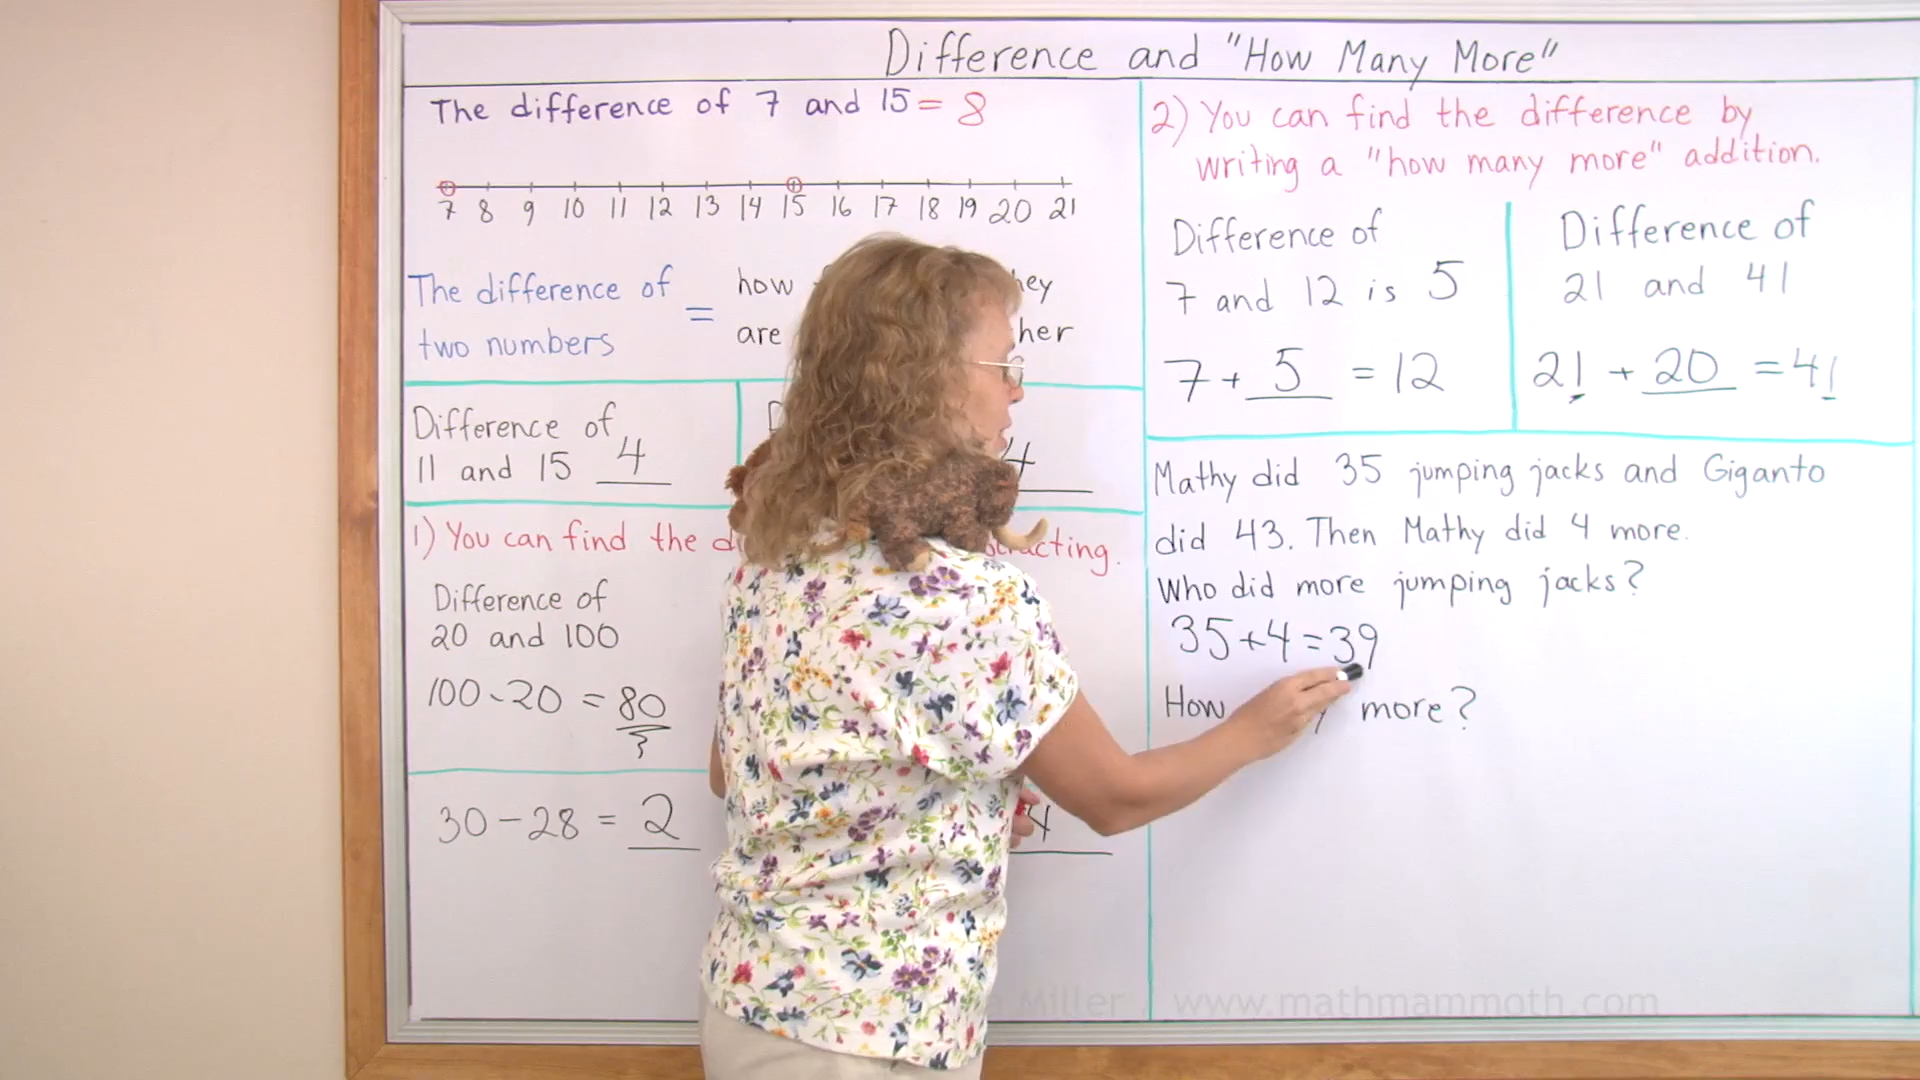 Difference and "How Many More"
The difference of 7 and 15 = 8
7 8 9 10 11 12 13 14 15 16 17 18 19 20 21
The difference of
two numbers
=
how
are
Difference of
11 and 15 4
4
1) You can find the
Difference of
20 and 100
100 - 20 = 80
30 - 28 = 2
4
2) You can find the difference by
writing a "how many more" addition.
Difference of
7 and 12 is 5
7 + 5 = 12
Difference of
21 and 41
21 + 20 = 41
Mathy did 35 jumping jacks and Giganto
did 43. Then Mathy did 4 more.
Who did more jumping jacks?
35+4=39
How more?
Miller / www.mathmammoth.com